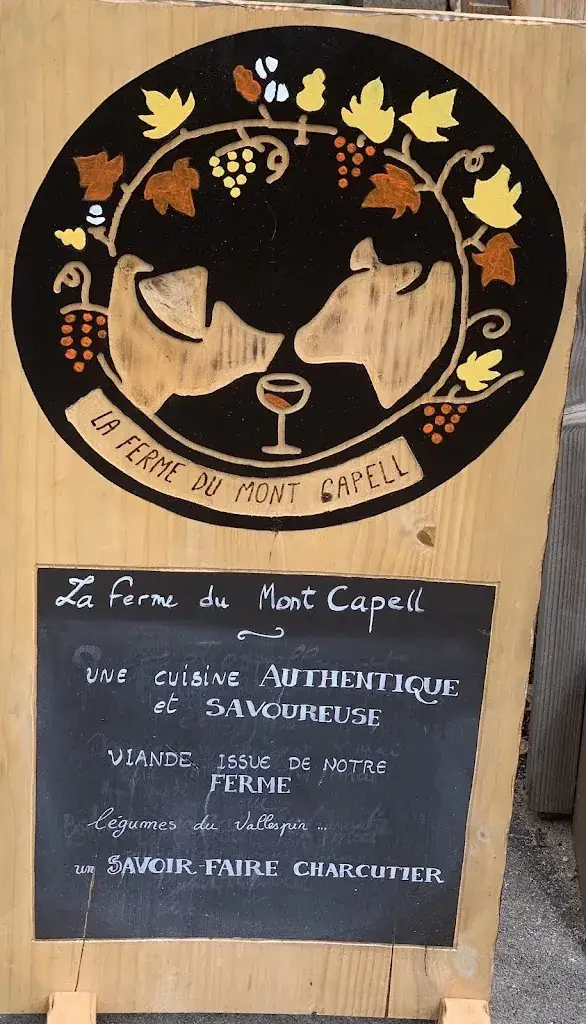 LA FERME DU MONT CAPELL
La Ferme du Mont Capell
UNE CUISINE AUTHENTIQUE
et SAVOUREUSE
VIANDE ISSUE DE NOTRE
FERME
légumes du Vallespir ...
un SAVOIR-FAIRE CHARCUTIER